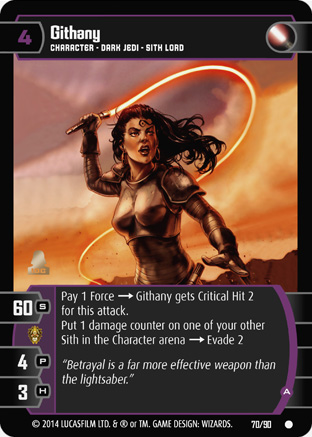 4
Githany
CHARACTER - DARK JEDI - SITH LORD
60 S
Pay 1 Force → Githany gets Critical Hit 2
for this attack.
Put 1 damage counter on one of your other
Sith in the Character arena → Evade 2
4 P
"Betrayal is a far more effective weapon than
the lightsaber."
3 H
A
© 2014 LUCASFILM LTD. & ® or TM. GAME DESIGN: WIZARDS. 70/90